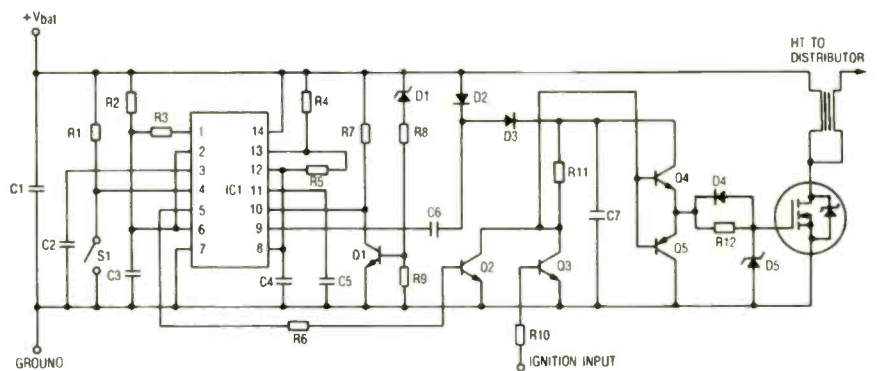 +Vbat
HT TO
DISTRIBUTOR
R2
R4
D1
D2
R3
1
14
R1
R7
R8
D3
2
13
3
12
R5
R11
Q4
C1
IC1
4
11
D4
5
10
C6
C7
6
9
R12
C2
S1
7
8
Q1
Q5
C3
C4
C5
R9
Q2
Q3
D5
R6
R10
GROUND
IGNITION INPUT